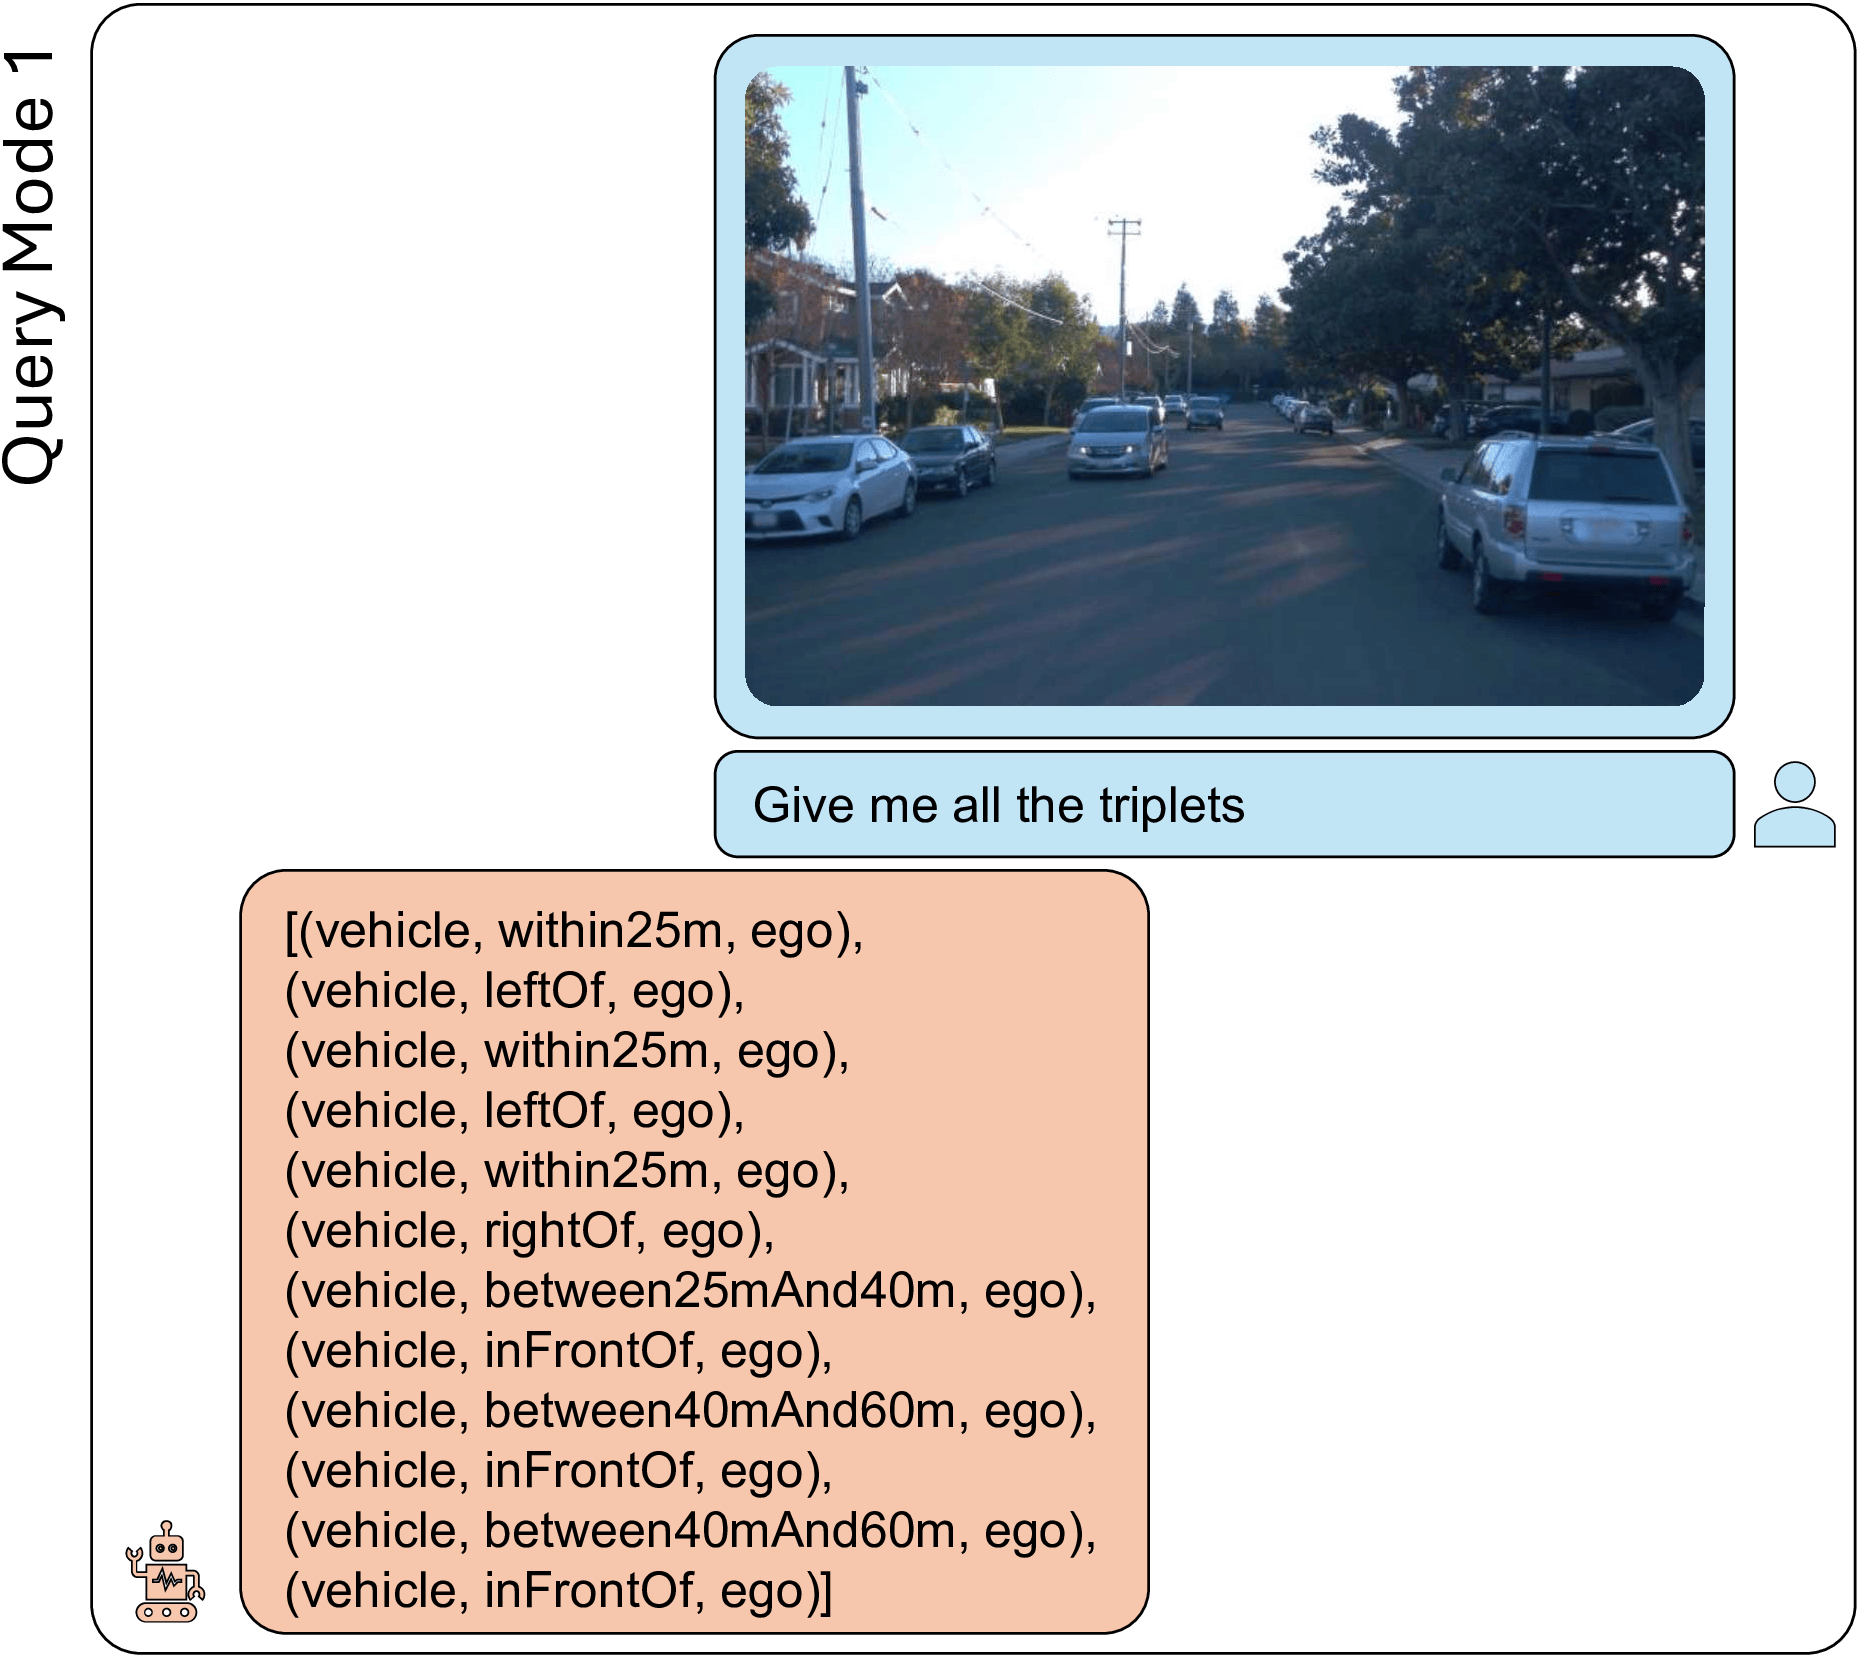 Query Mode 1
Give me all the triplets
[(vehicle, within25m, ego),
(vehicle, leftOf, ego),
(vehicle, within25m, ego),
(vehicle, leftOf, ego),
(vehicle, within25m, ego),
(vehicle, rightOf, ego),
(vehicle, between25mAnd40m, ego),
(vehicle, inFrontOf, ego),
(vehicle, between40mAnd60m, ego),
(vehicle, inFrontOf, ego),
(vehicle, between40mAnd60m, ego),
(vehicle, inFrontOf, ego)]